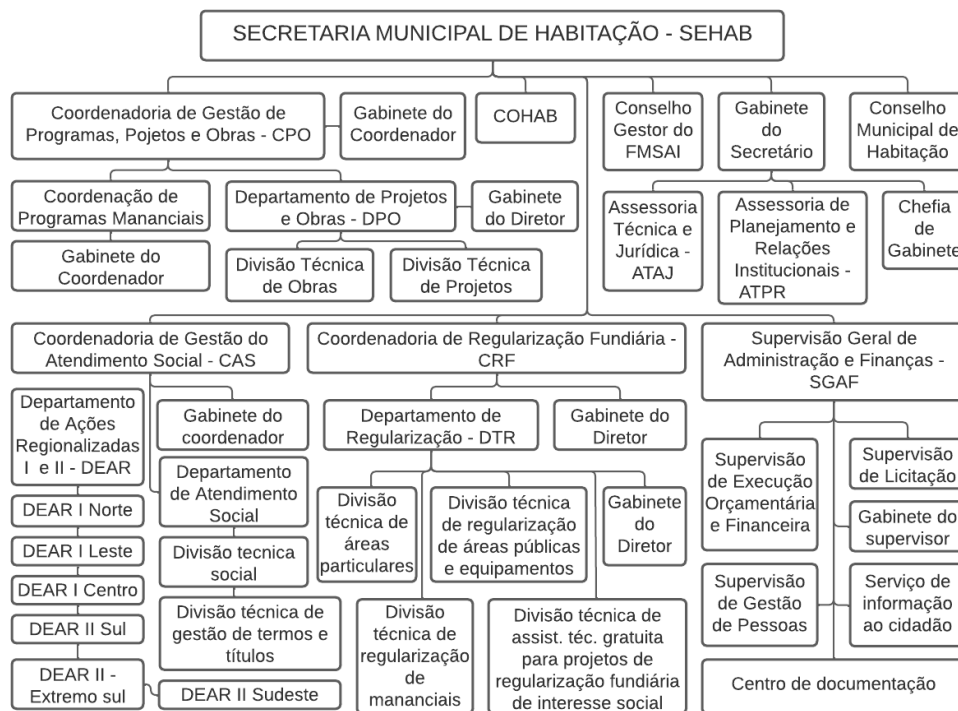 SECRETARIA MUNICIPAL DE HABITAÇÃO - SEHAB
Coordenadoria de Gestão de
Programas, Pojetos e Obras - CPO
Gabinete do
Coordenador
COHAB
Conselho
Gestor do
FMSAI
Gabinete
do
Secretário
Conselho
Municipal de
Habitação
Coordenação de
Programas Mananciais
Gabinete do
Coordenador
Departamento de Projetos
e Obras - DPO
Gabinete
do Diretor
Divisão Técnica
de Obras
Divisão Técnica
de Projetos
Assessoria
Técnica e
Jurídica -
ATAJ
Assessoria de
Planejamento e
Relações
Institucionais -
ATPR
Chefia
de
Gabinete
Coordenadoria de Gestão do
Atendimento Social - CAS
Coordenadoria de Regularização Fundiária -
CRF
Supervisão Geral de
Administração e Finanças -
SGAF
Departamento
de Ações
Regionalizadas
I e II - DEAR
DEAR I Norte
DEAR I Leste
DEAR I Centro
DEAR II Sul
DEAR II -
Extremo sul
DEAR II Sudeste
Gabinete do
coordenador
Departamento
de Atendimento
Social
Divisão tecnica
social
Divisão técnica de
gestão de termos e
títulos
Departamento de
Regularização - DTR
Gabinete do
Diretor
Divisão
técnica de
áreas
particulares
Divisão técnica
de regularização
de áreas públicas
e equipamentos
Gabinete
do
Diretor
Divisão
técnica de
regularização
de
mananciais
Divisão técnica de
assist. téc. gratuita
para projetos de
regularização fundiária
de interesse social
Supervisão
de Execução
Orçamentária
e Financeira
Supervisão
de Licitação
Gabinete do
supervisor
Supervisão
de Gestão
de Pessoas
Serviço de
informação
ao cidadão
Centro de documentação